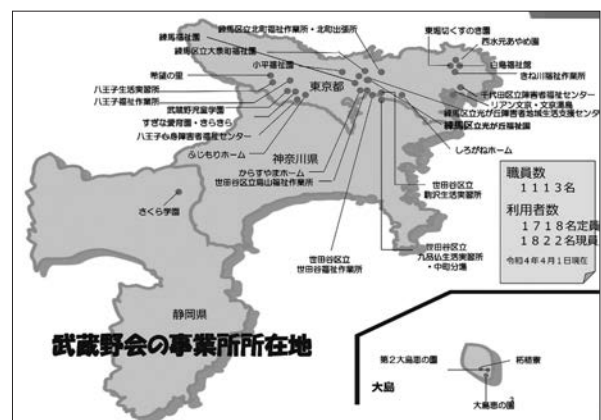 練馬区立北町福祉作業所・北町出張所
練馬福祉園
練馬区立大泉町福祉園
小平福祉園
希望の里
八王子生活実習所
八王子福祉作業所
武蔵野児童学園
すぎな愛育園・きらきら
八王子心身障害者福祉センター
ふじもりホーム
東京都
東堀切くすのき園
西水元あやめ園
白鳥福祉館
きね川福祉作業所
千代田区立障害者福祉センター
リアン文京・文京湯島
練馬区立光が丘障害者地域生活支援センター
練馬区立光が丘福祉園
しろがねホーム
神奈川県
からすやまホーム
世田谷区立烏山福祉作業所
世田谷区立
駒沢生活実習所
世田谷区立
九品仏生活実習所
・中町分場
世田谷区立
世田谷福祉作業所
さくら学園
静岡県
武蔵野会の事業所所在地
職員数
1113名
利用者数
1718名定員
1822名現員
令和4年4月1日現在
第2大島恵の園
柘植寮
大島
大島恵の園